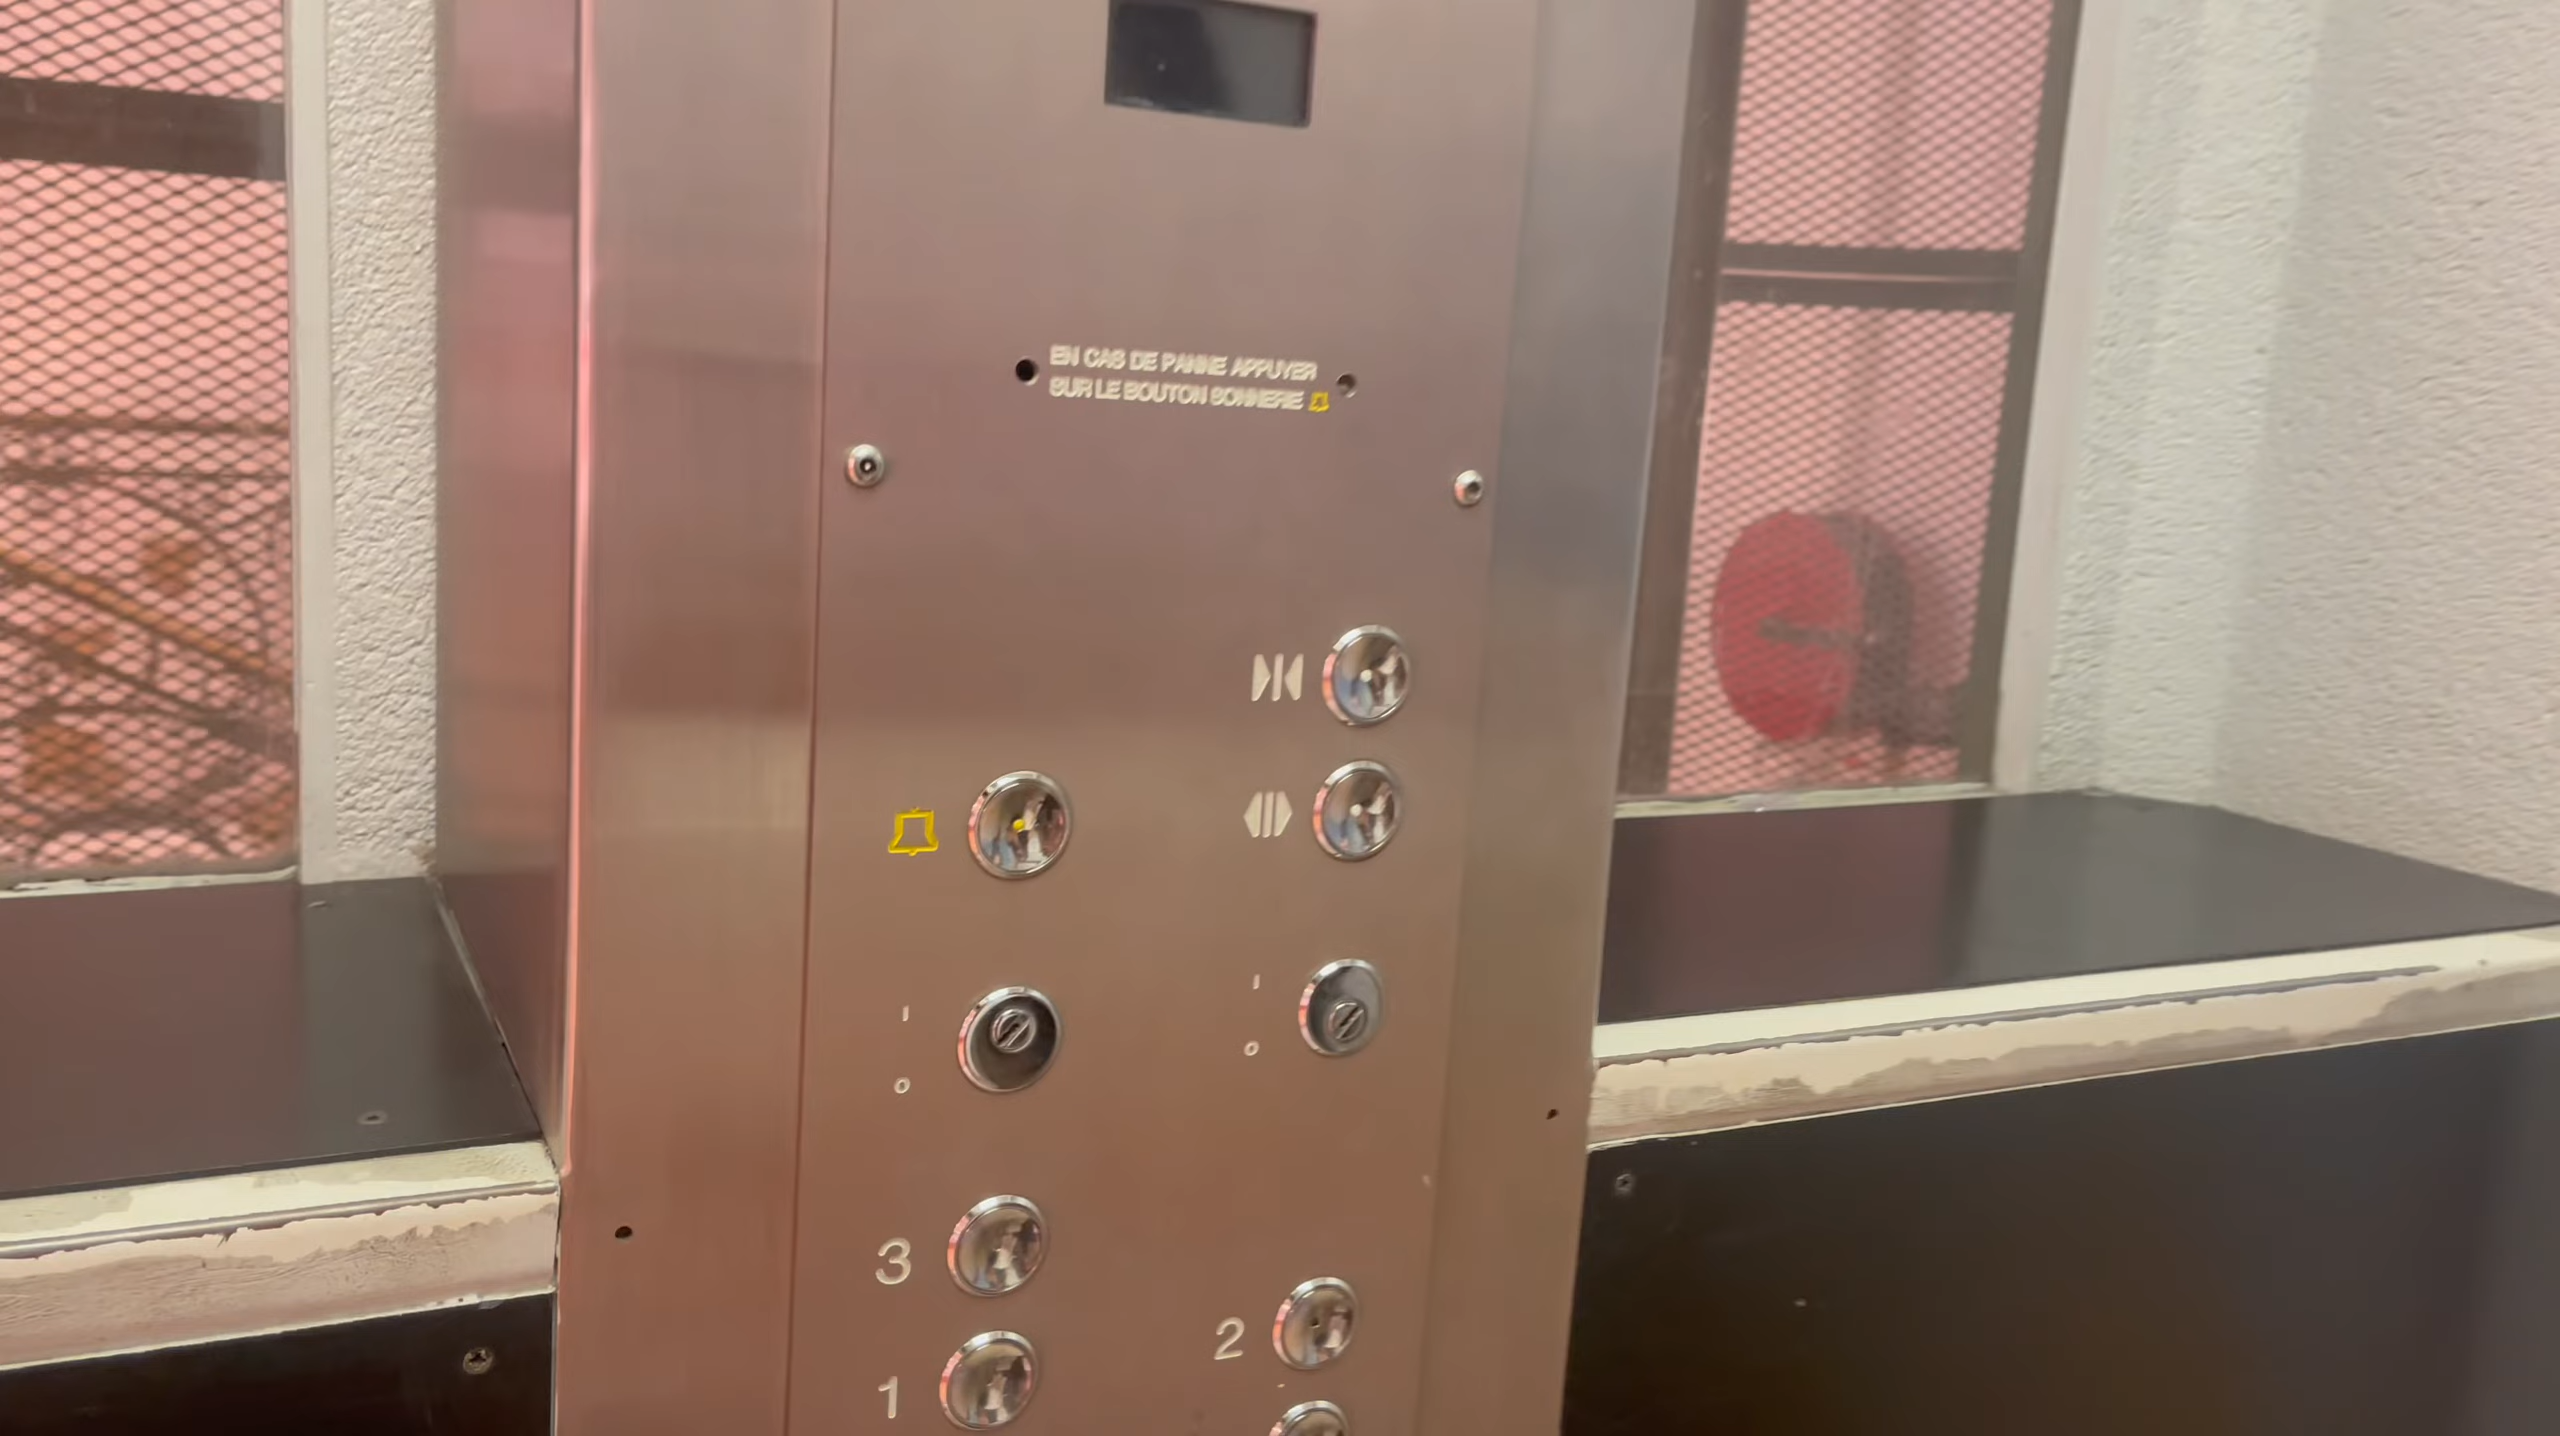 EN CAS DE PANNE APPUYER
SUR LE BOUTON SONNERIE
I
O
I
O
3
2
1